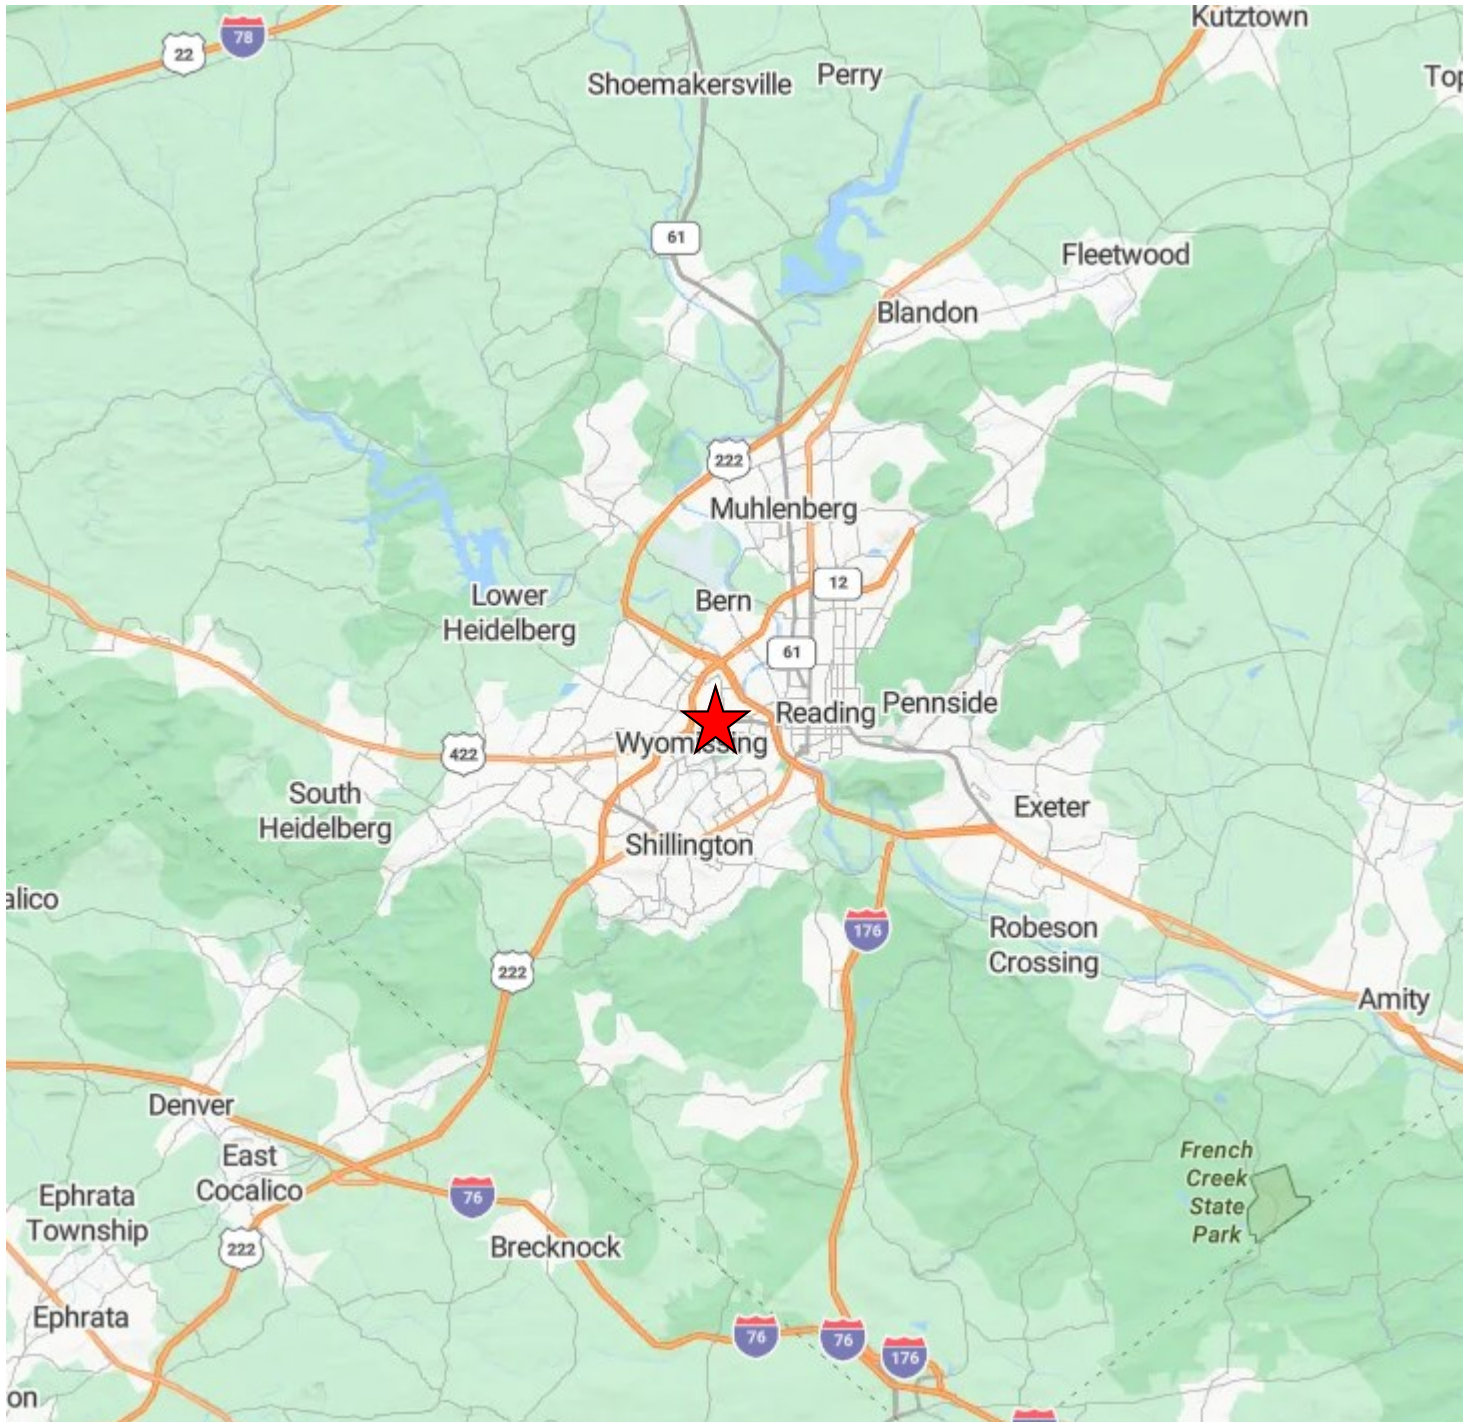 Kutztown
22
78
Shoemakersville
Perry
Top
61
Fleetwood
Blandon
222
Muhlenberg
12
Lower
Heidelberg
Bern
61
Pennside
Reading
Wyomissing
422
South
Heidelberg
Exeter
Shillington
alico
176
Robeson
Crossing
222
Amity
Denver
East
Cocalico
French
Creek
State
Park
76
Ephrata
Township
222
Brecknock
Ephrata
76
76
176
on